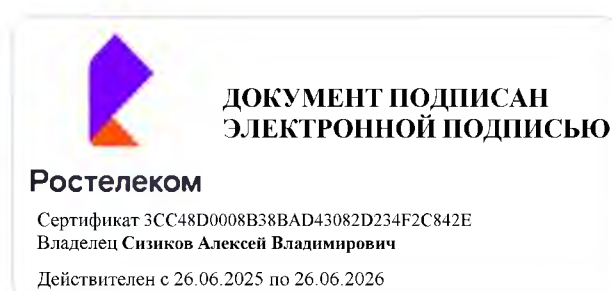 ДОКУМЕНТ ПОДПИСАН
ЭЛЕКТРОННОЙ ПОДПИСЬЮ
Ростелеком
Сертификат 3CC48D0008B38BAD43082D234F2C842E
Владелец Сизиков Алексей Владимирович
Действителен с 26.06.2025 по 26.06.2026